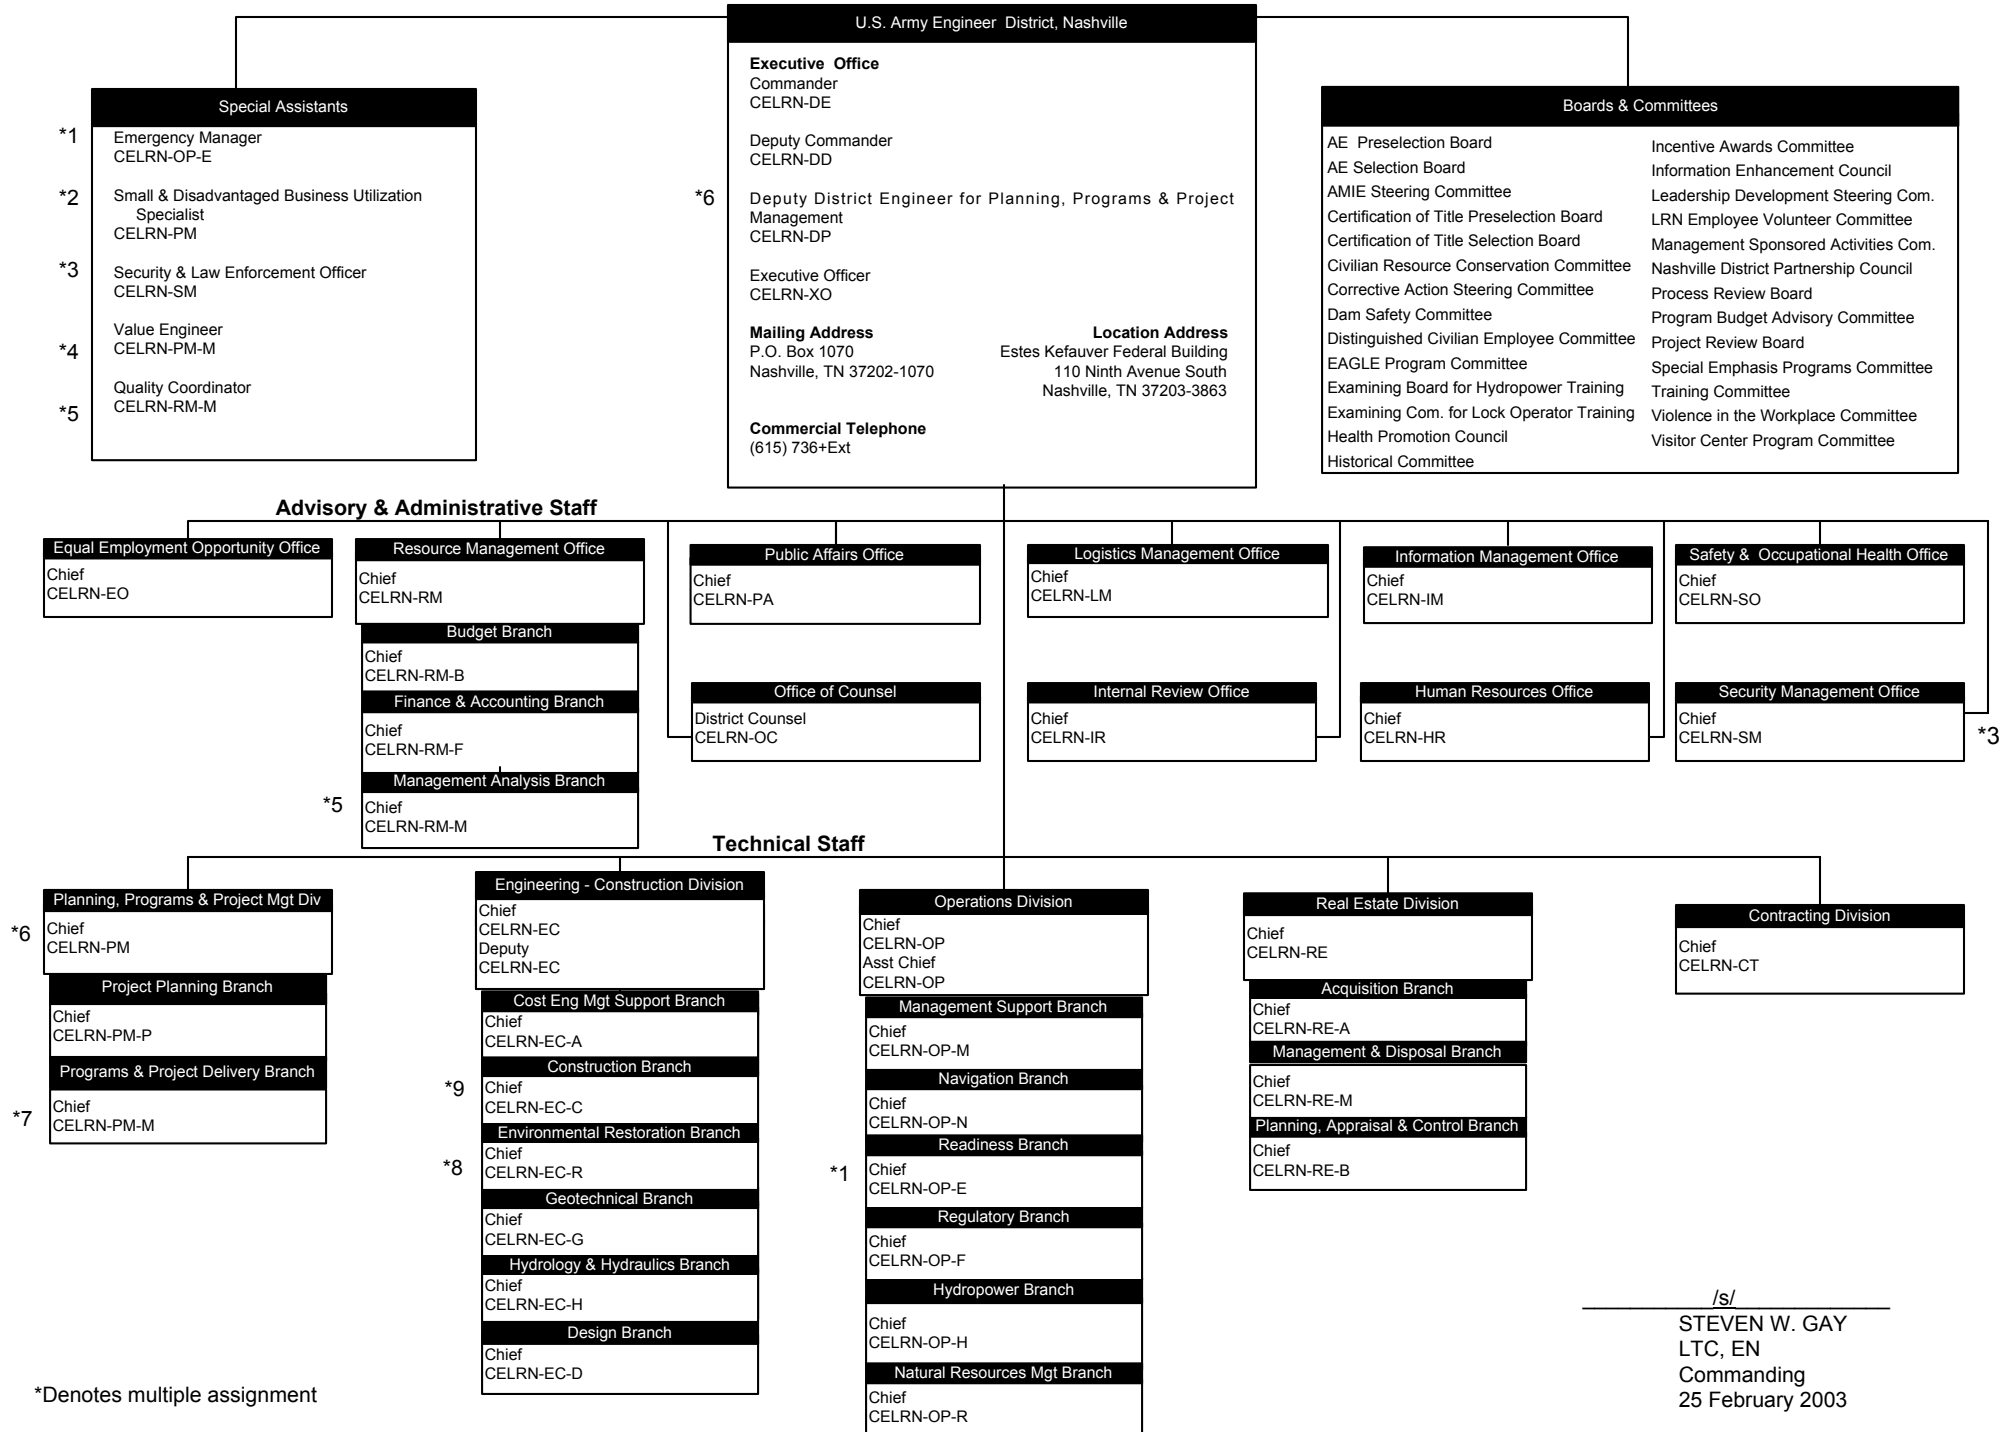 U.S. Army Engineer District, Nashville
Executive Office
Commander
CELRN-DE
Deputy Commander
CELRN-DD
*6
Deputy District Engineer for Planning, Programs & Project
Management
CELRN-DP
Executive Officer
CELRN-XO
Mailing Address
P.O. Box 1070
Nashville, TN 37202-1070
Location Address
Estes Kefauver Federal Building
110 Ninth Avenue South
Nashville, TN 37203-3863
Commercial Telephone
(615) 736+Ext
Special Assistants
*1
Emergency Manager
CELRN-OP-E
*2
Small & Disadvantaged Business Utilization
Specialist
CELRN-PM
*3
Security & Law Enforcement Officer
CELRN-SM
Value Engineer
*4
CELRN-PM-M
Quality Coordinator
*5
CELRN-RM-M
Boards & Committees
AE Preselection Board
AE Selection Board
AMIE Steering Committee
Certification of Title Preselection Board
Certification of Title Selection Board
Civilian Resource Conservation Committee
Corrective Action Steering Committee
Dam Safety Committee
Distinguished Civilian Employee Committee
EAGLE Program Committee
Examining Board for Hydropower Training
Examining Com. for Lock Operator Training
Health Promotion Council
Historical Committee
Incentive Awards Committee
Information Enhancement Council
Leadership Development Steering Com.
LRN Employee Volunteer Committee
Management Sponsored Activities Com.
Nashville District Partnership Council
Process Review Board
Program Budget Advisory Committee
Project Review Board
Special Emphasis Programs Committee
Training Committee
Violence in the Workplace Committee
Visitor Center Program Committee
Advisory & Administrative Staff
Equal Employment Opportunity Office
Chief
CELRN-EO
Resource Management Office
Chief
CELRN-RM
Budget Branch
Chief
CELRN-RM-B
Finance & Accounting Branch
Chief
CELRN-RM-F
Management Analysis Branch
*5
Chief
CELRN-RM-M
Public Affairs Office
Chief
CELRN-PA
Office of Counsel
District Counsel
CELRN-OC
Logistics Management Office
Chief
CELRN-LM
Internal Review Office
Chief
CELRN-IR
Information Management Office
Chief
CELRN-IM
Human Resources Office
Chief
CELRN-HR
Safety & Occupational Health Office
Chief
CELRN-SO
Security Management Office
Chief
CELRN-SM
*3
Technical Staff
Planning, Programs & Project Mgt Div
*6
Chief
CELRN-PM
Project Planning Branch
Chief
CELRN-PM-P
Programs & Project Delivery Branch
*7
Chief
CELRN-PM-M
Engineering - Construction Division
Chief
CELRN-EC
Deputy
CELRN-EC
Cost Eng Mgt Support Branch
Chief
CELRN-EC-A
Construction Branch
*9
Chief
CELRN-EC-C
Environmental Restoration Branch
*8
Chief
CELRN-EC-R
Geotechnical Branch
Chief
CELRN-EC-G
Hydrology & Hydraulics Branch
Chief
CELRN-EC-H
Design Branch
Chief
CELRN-EC-D
Operations Division
Chief
CELRN-OP
Asst Chief
CELRN-OP
Management Support Branch
Chief
CELRN-OP-M
Navigation Branch
Chief
CELRN-OP-N
Readiness Branch
*1
Chief
CELRN-OP-E
Regulatory Branch
Chief
CELRN-OP-F
Hydropower Branch
Chief
CELRN-OP-H
Natural Resources Mgt Branch
Chief
CELRN-OP-R
Real Estate Division
Chief
CELRN-RE
Acquisition Branch
Chief
CELRN-RE-A
Management & Disposal Branch
Chief
CELRN-RE-M
Planning, Appraisal & Control Branch
Chief
CELRN-RE-B
Contracting Division
Chief
CELRN-CT
/s/
STEVEN W. GAY
LTC, EN
Commanding
25 February 2003
*Denotes multiple assignment